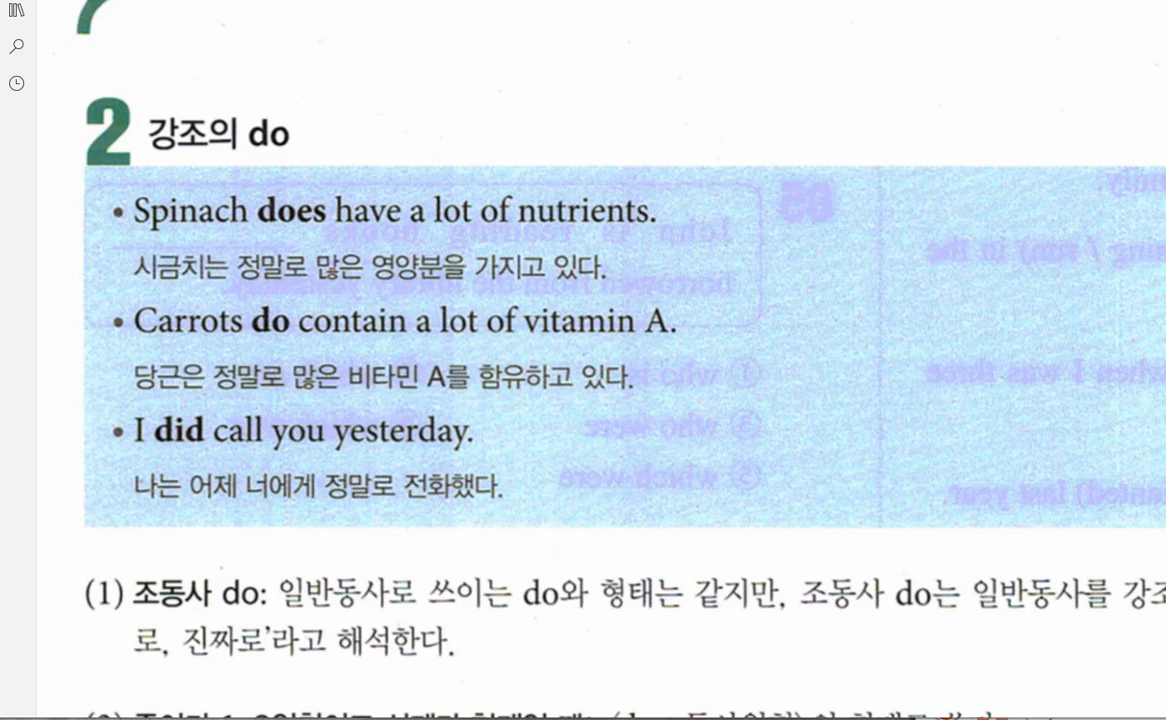 2 강조의 do
• Spinach does have a lot of nutrients.
시금치는 정말로 많은 영양분을 가지고 있다.
• Carrots do contain a lot of vitamin A.
당근은 정말로 많은 비타민 A를 함유하고 있다.
• I did call you yesterday.
나는 어제 너에게 정말로 전화했다.
(1) 조동사 do: 일반동사로 쓰이는 do와 형태는 같지만, 조동사 do는 일반동사를 강조
로, 진짜로'라고 해석한다.